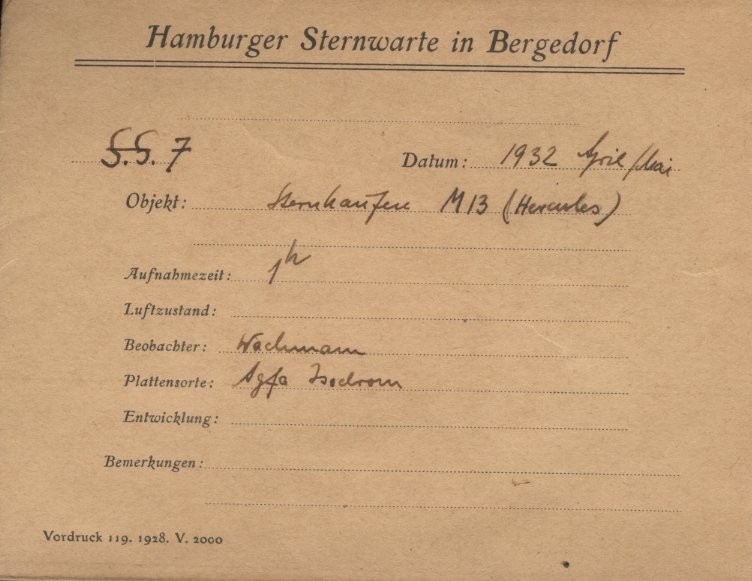 Hamburger Sternwarte in Bergedorf
S.S. 7 Datum: 1932 April/Mai
Objekt: Sternhaufen M13 (Hercules)
Aufnahmezeit: 1h
Luftzustand:
Beobachter: Wachmann
Plattensorte: Agfa Isochrom
Entwicklung:
Bemerkungen:
Vordruck 119. 1928. V. 2000